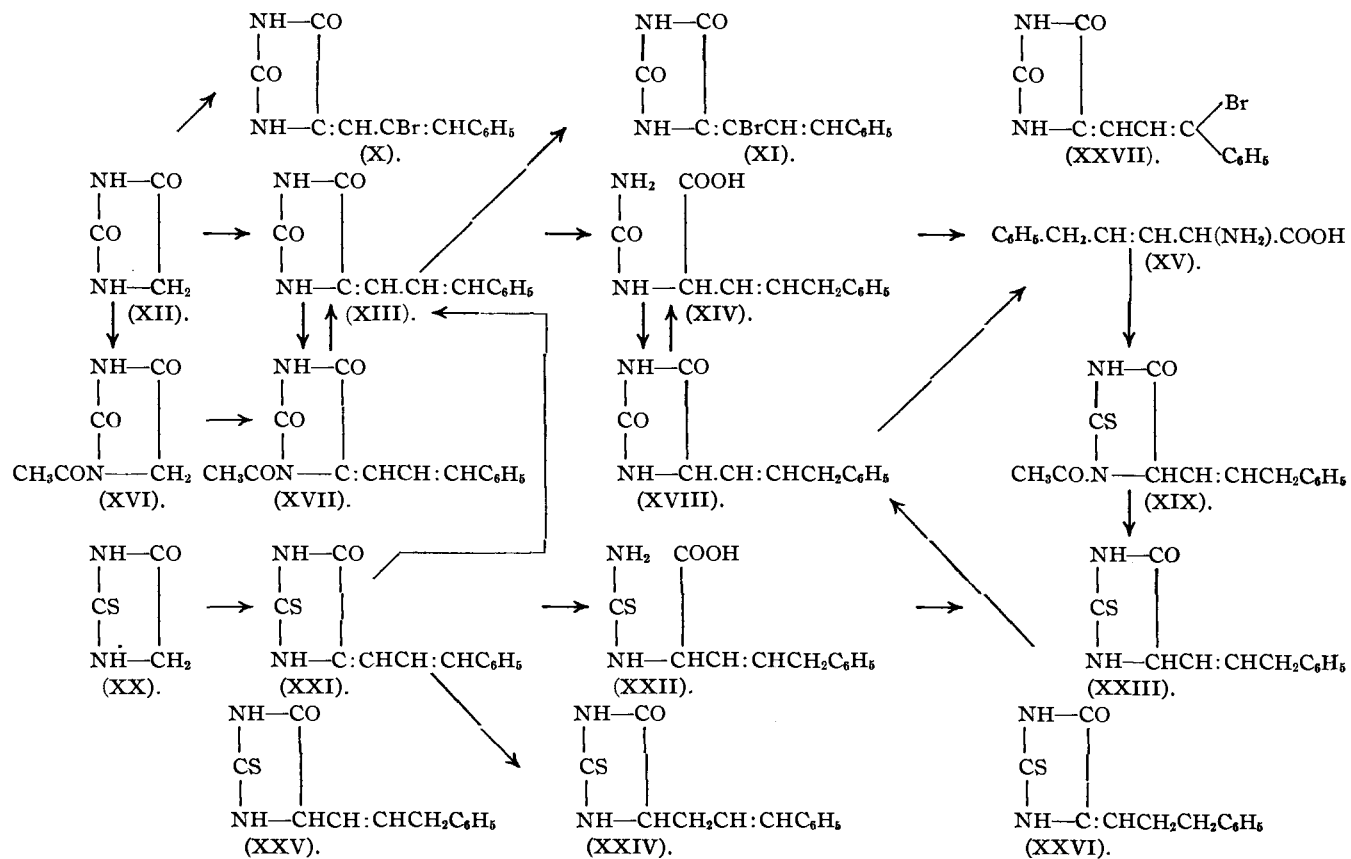 NH—CO NH—CO NH—CO
CO CO CO
NH—C:CH.CBr:CHC6H5 NH—C:CBrCH:CHC6H5 NH—C:CHCH:C Br C6H5
(X). (XI). (XXVII).
NH—CO NH—CO NH2 COOH
CO CO CO C6H5.CH2.CH:CH.CH(NH2).COOH
NH—CH2 NH—C:CH.CH:CHC6H5 NH—CH.CH:CHCH2C6H5 (XV).
(XII). (XIII). (XIV).
NH—CO NH—CO NH—CO NH—CO
CO CO CO CS
CH3CON—CH2 CH3CON—C:CHCH:CHC6H5 NH—CH.CH:CHCH2C6H5 CH3CO.N—CHCH:CHCH2C6H5
(XVI). (XVII). (XVIII). (XIX).
NH—CO NH—CO NH2 COOH NH—CO
CS CS CS CS
NH—CH2 NH—C:CHCH:CHC6H5 NH—CHCH:CHCH2C6H5 NH—CHCH:CHCH2C6H5
(XX). (XXI). (XXII). (XXIII).
NH—CO NH—CO NH—CO
CS CS CS
NH—CHCH:CHCH2C6H5 NH—CHCH2CH:CHC6H5 NH—C:CHCH2CH2C6H5
(XXV). (XXIV). (XXVI).